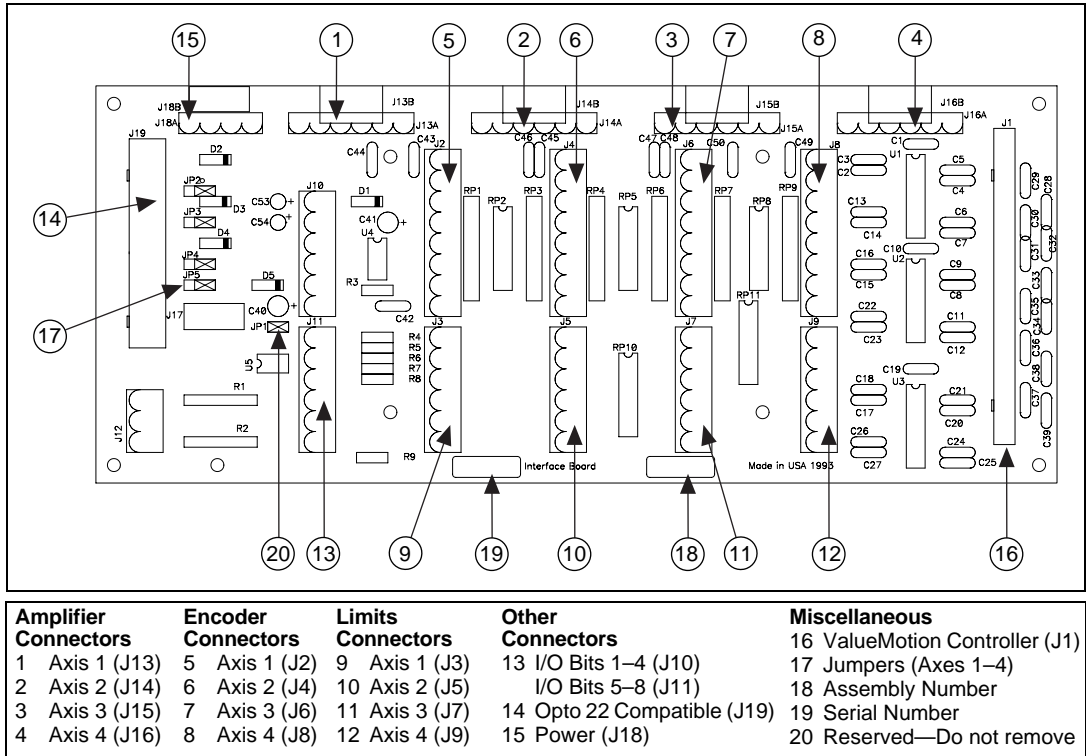 15 1 5 2 6 3 7 8 4
J18B J13B J14B J15B J16B
J18A J13A J14A J15A J16A
J19 D2 C44 C43 J2 C46 C45 J4 C47 C48 J6 C50 C49 J8 C1 U1 J1
C3 C2 C5 C4
JP2 D3 J10 D1 RP1 RP2 RP3 RP4 RP5 RP6 RP7 RP8 RP9 C29 C28
JP3 C53 + C54 + C41 + U4 C13 C14 C6 C7 C30 C31 C32
14 D4 C10 U2
JP4 JP5 D5 R3 C16 C15 C9 C8 C33
17 J17 C40 + C42 RP11 C22 C23 C11 C12 C35 C34
JP1 J11 R4 J3 J5 J7 J9 C36
U5 R5 R6 R7 R8 RP10 C19 U3 C38
R1 C18 C17 C21 C20 C37
J12 R2 C26 C27 C24 C25 C39
R9 Interface Board Made in USA 1993
20 13 9 19 10 18 11 12 16
Amplifier Connectors
1 Axis 1 (J13)
2 Axis 2 (J14)
3 Axis 3 (J15)
4 Axis 4 (J16)
Encoder Connectors
5 Axis 1 (J2)
6 Axis 2 (J4)
7 Axis 3 (J6)
8 Axis 4 (J8)
Limits Connectors
9 Axis 1 (J3)
10 Axis 2 (J5)
11 Axis 3 (J7)
12 Axis 4 (J9)
Other Connectors
13 I/O Bits 1–4 (J10)
I/O Bits 5–8 (J11)
14 Opto 22 Compatible (J19)
15 Power (J18)
Miscellaneous
16 ValueMotion Controller (J1)
17 Jumpers (Axes 1–4)
18 Assembly Number
19 Serial Number
20 Reserved—Do not remove